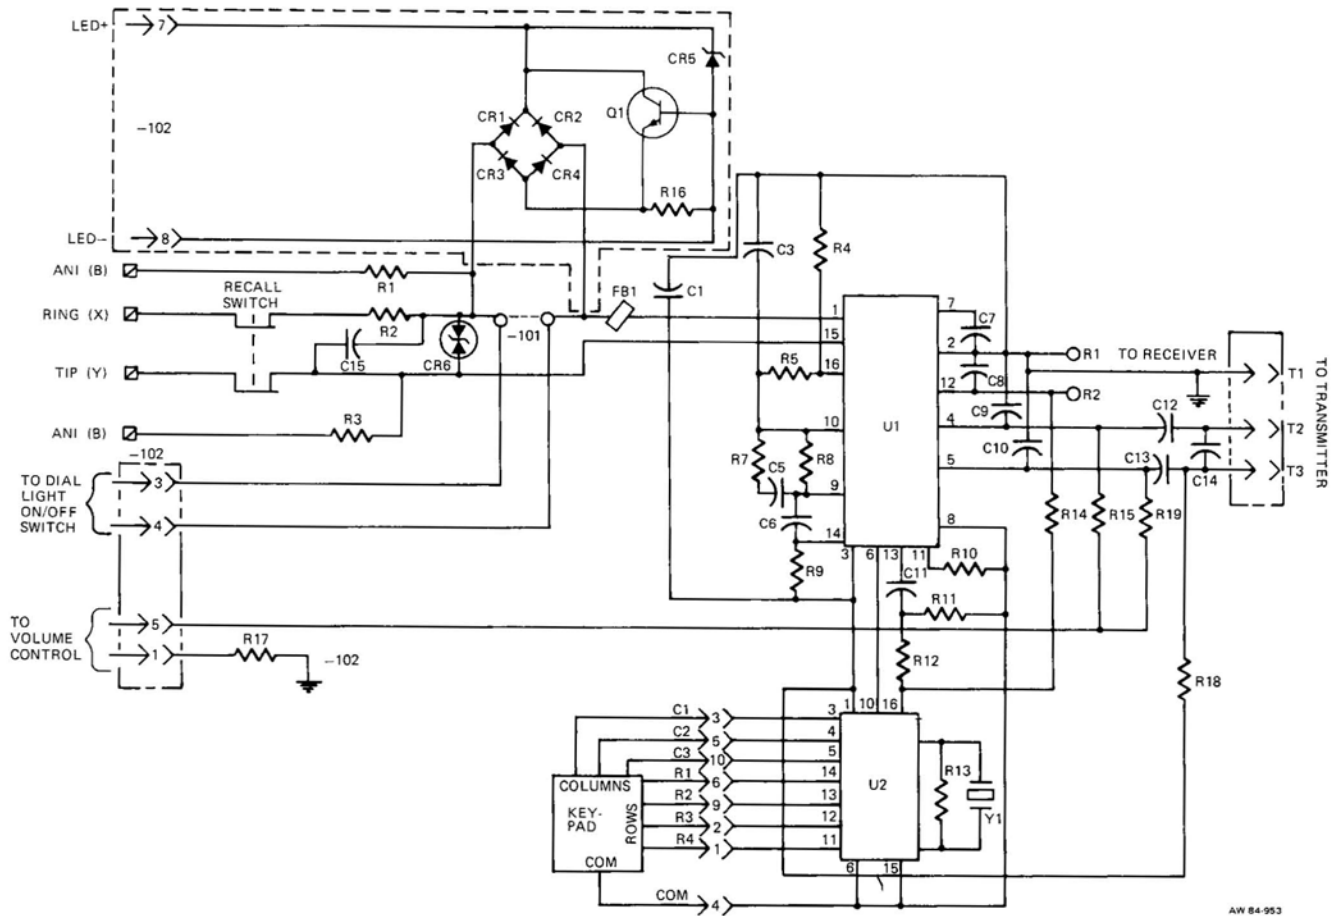 LED+
7
CR5
-102
Q1
CR1
CR2
CR3
CR4
R16
LED-
8
ANI (B)
R1
RECALL
SWITCH
RING (X)
R2
C15
CR6
-101
FB1
TIP (Y)
ANI (B)
R3
-102
TO DIAL
LIGHT
ON/OFF
SWITCH
3
4
TO
VOLUME
CONTROL
5
1
R17
-102
C1
C3
R4
R5
R7
R8
C5
C6
R9
U1
1
15
16
10
9
14
3
6
13
11
7
2
12
4
5
8
C7
C8
C9
C10
R1
R2
TO RECEIVER
T1
T2
T3
TO TRANSMITTER
C12
C13
C14
R14
R15
R19
R10
C11
R11
R12
R18
1
10
16
3
4
5
14
13
12
11
6
15
U2
R13
Y1
C1
3
C2
5
C3
10
R1
6
R2
9
R3
2
R4
1
COLUMNS
KEY-
PAD
ROWS
COM
COM
4
AW 84-953